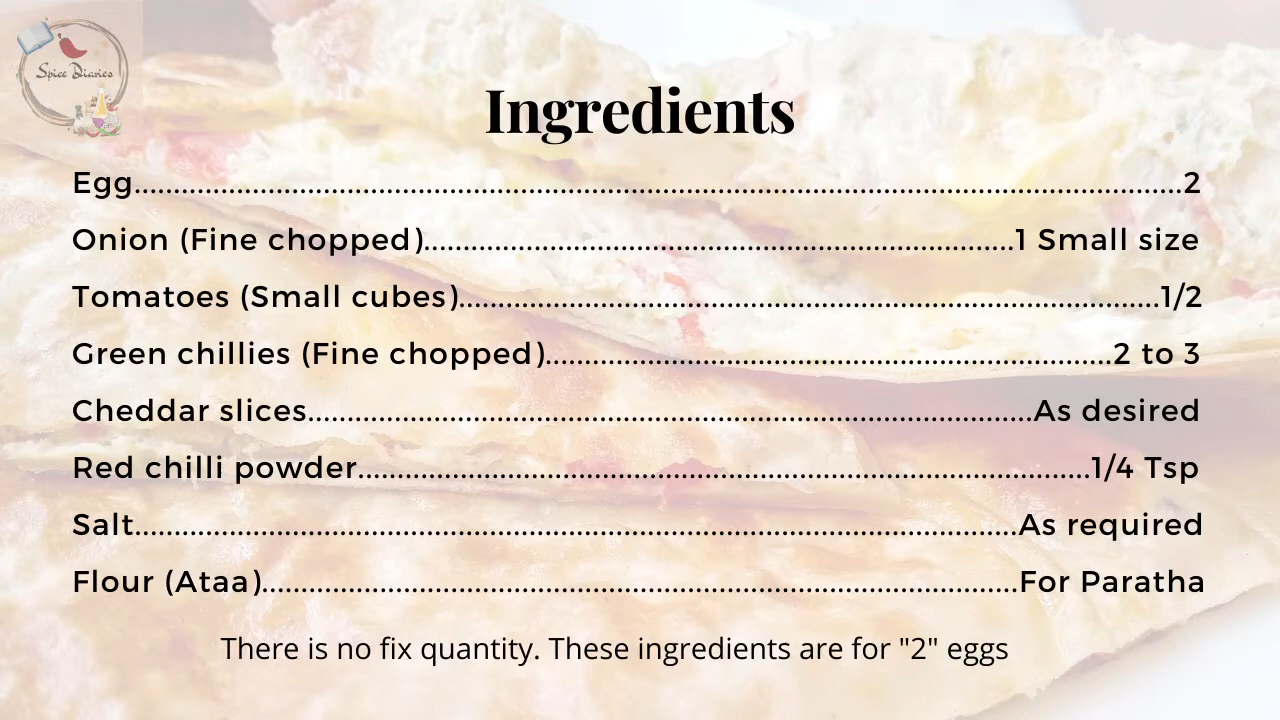 Spice Diaries
Ingredients
Egg..........................................................................................................2
Onion (Fine chopped)............................................................1 Small size
Tomatoes (Small cubes).......................................................................1/2
Green chillies (Fine chopped)..........................................................2 to 3
Cheddar slices.........................................................................As desired
Red chilli powder..........................................................................1/4 Tsp
Salt.........................................................................................As required
Flour (Ataa)............................................................................For Paratha
There is no fix quantity. These ingredients are for "2" eggs